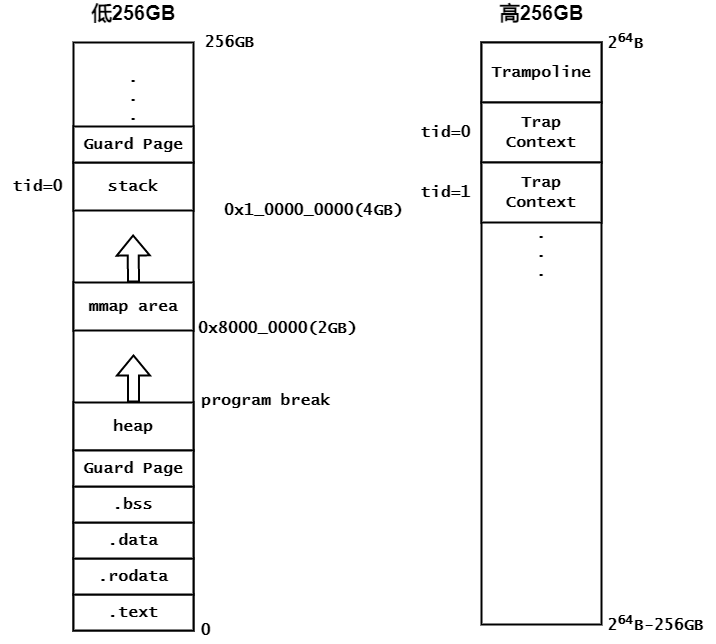 低256GB
256GB
.
.
.
Guard Page
tid=0
stack
0x1_0000_0000(4GB)
mmap area
0x8000_0000(2GB)
program break
heap
Guard Page
.bss
.data
.rodata
.text
0
高256GB
2^64B
Trampoline
tid=0
Trap
Context
tid=1
Trap
Context
.
.
.
2^64B-256GB